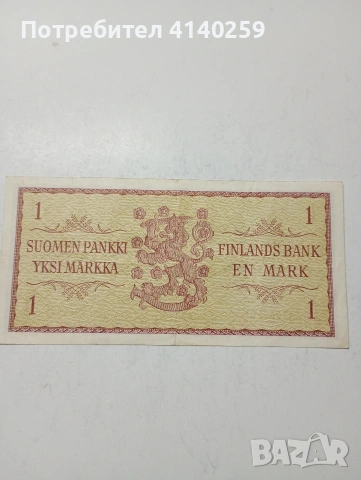 Потребител 4140259
1 1
SUOMEN PANKKI FINLANDS BANK
YKSI MARKKA EN MARK
1 1
BAZAR